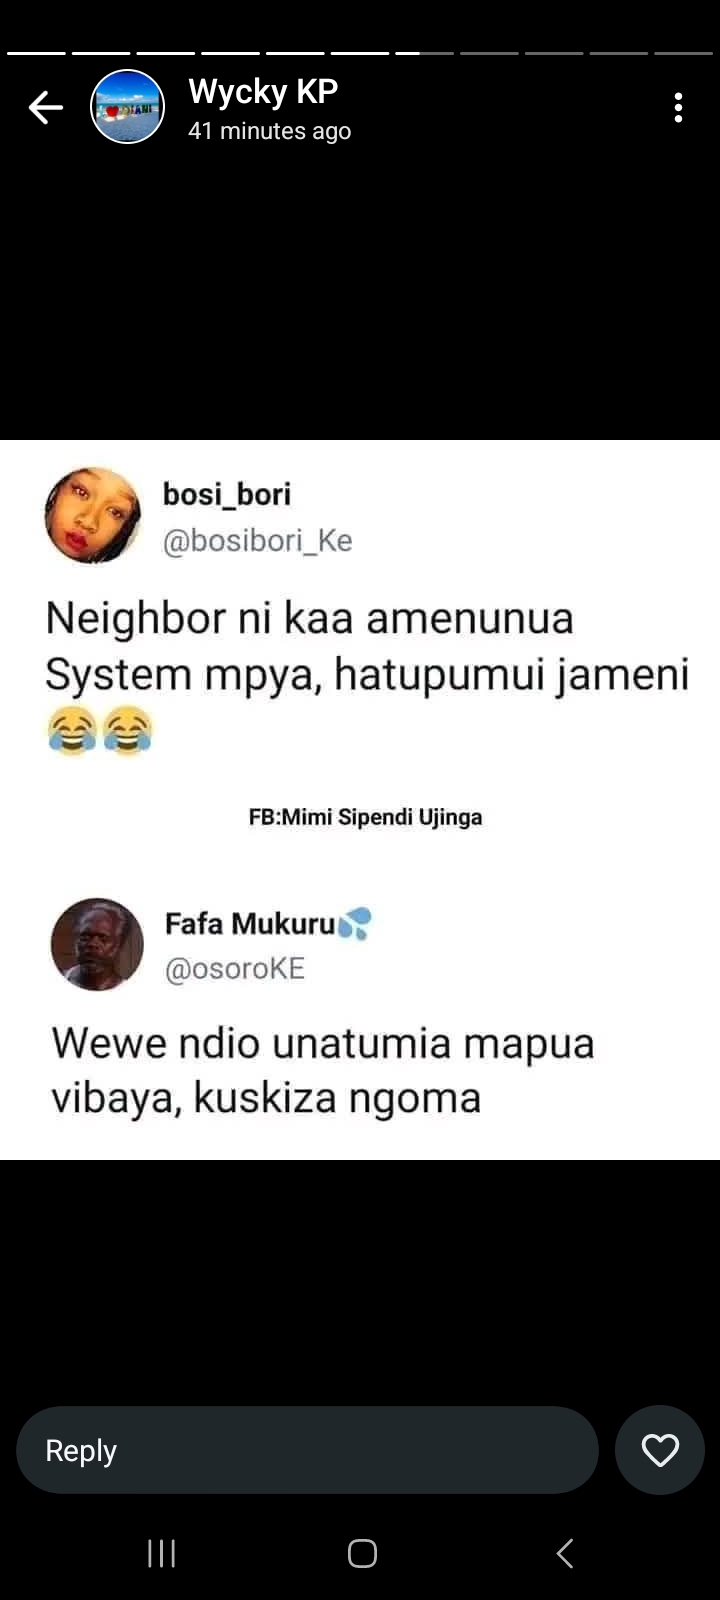 Wycky KP
41 minutes ago
bosi_bori
@bosibori_Ke
Neighbor ni kaa amenunua
System mpya, hatupumui jameni
😂😂
FB:Mimi Sipendi Ujinga
Fafa Mukuru💦
@osoroKE
Wewe ndio unatumia mapua
vibaya, kuskiza ngoma
Reply